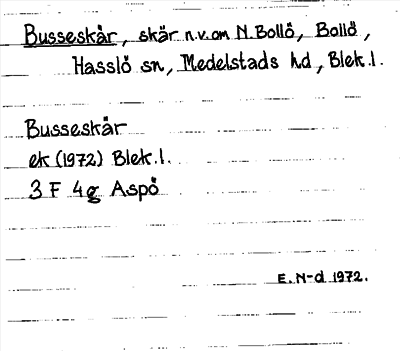 Busseskär, skär n.v. om N. Bollö, Bollö,
Hasslö sn, Medelstads hd, Blek. l.
Busseskär
ek (1972) Blek. l.
3 F 4g Aspö
E. N-d 1972.